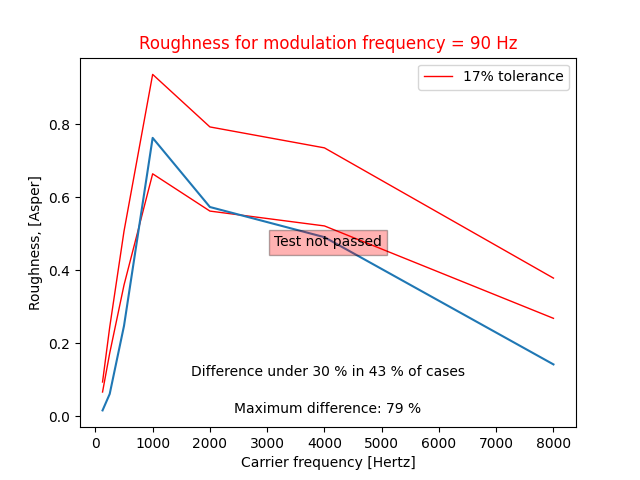 Roughness for modulation frequency = 90 Hz
17% tolerance
Roughness, [Asper]
0.8
0.6
0.4
0.2
0.0
Test not passed
Difference under 30 % in 43 % of cases
Maximum difference: 79 %
0 1000 2000 3000 4000 5000 6000 7000 8000
Carrier frequency [Hertz]